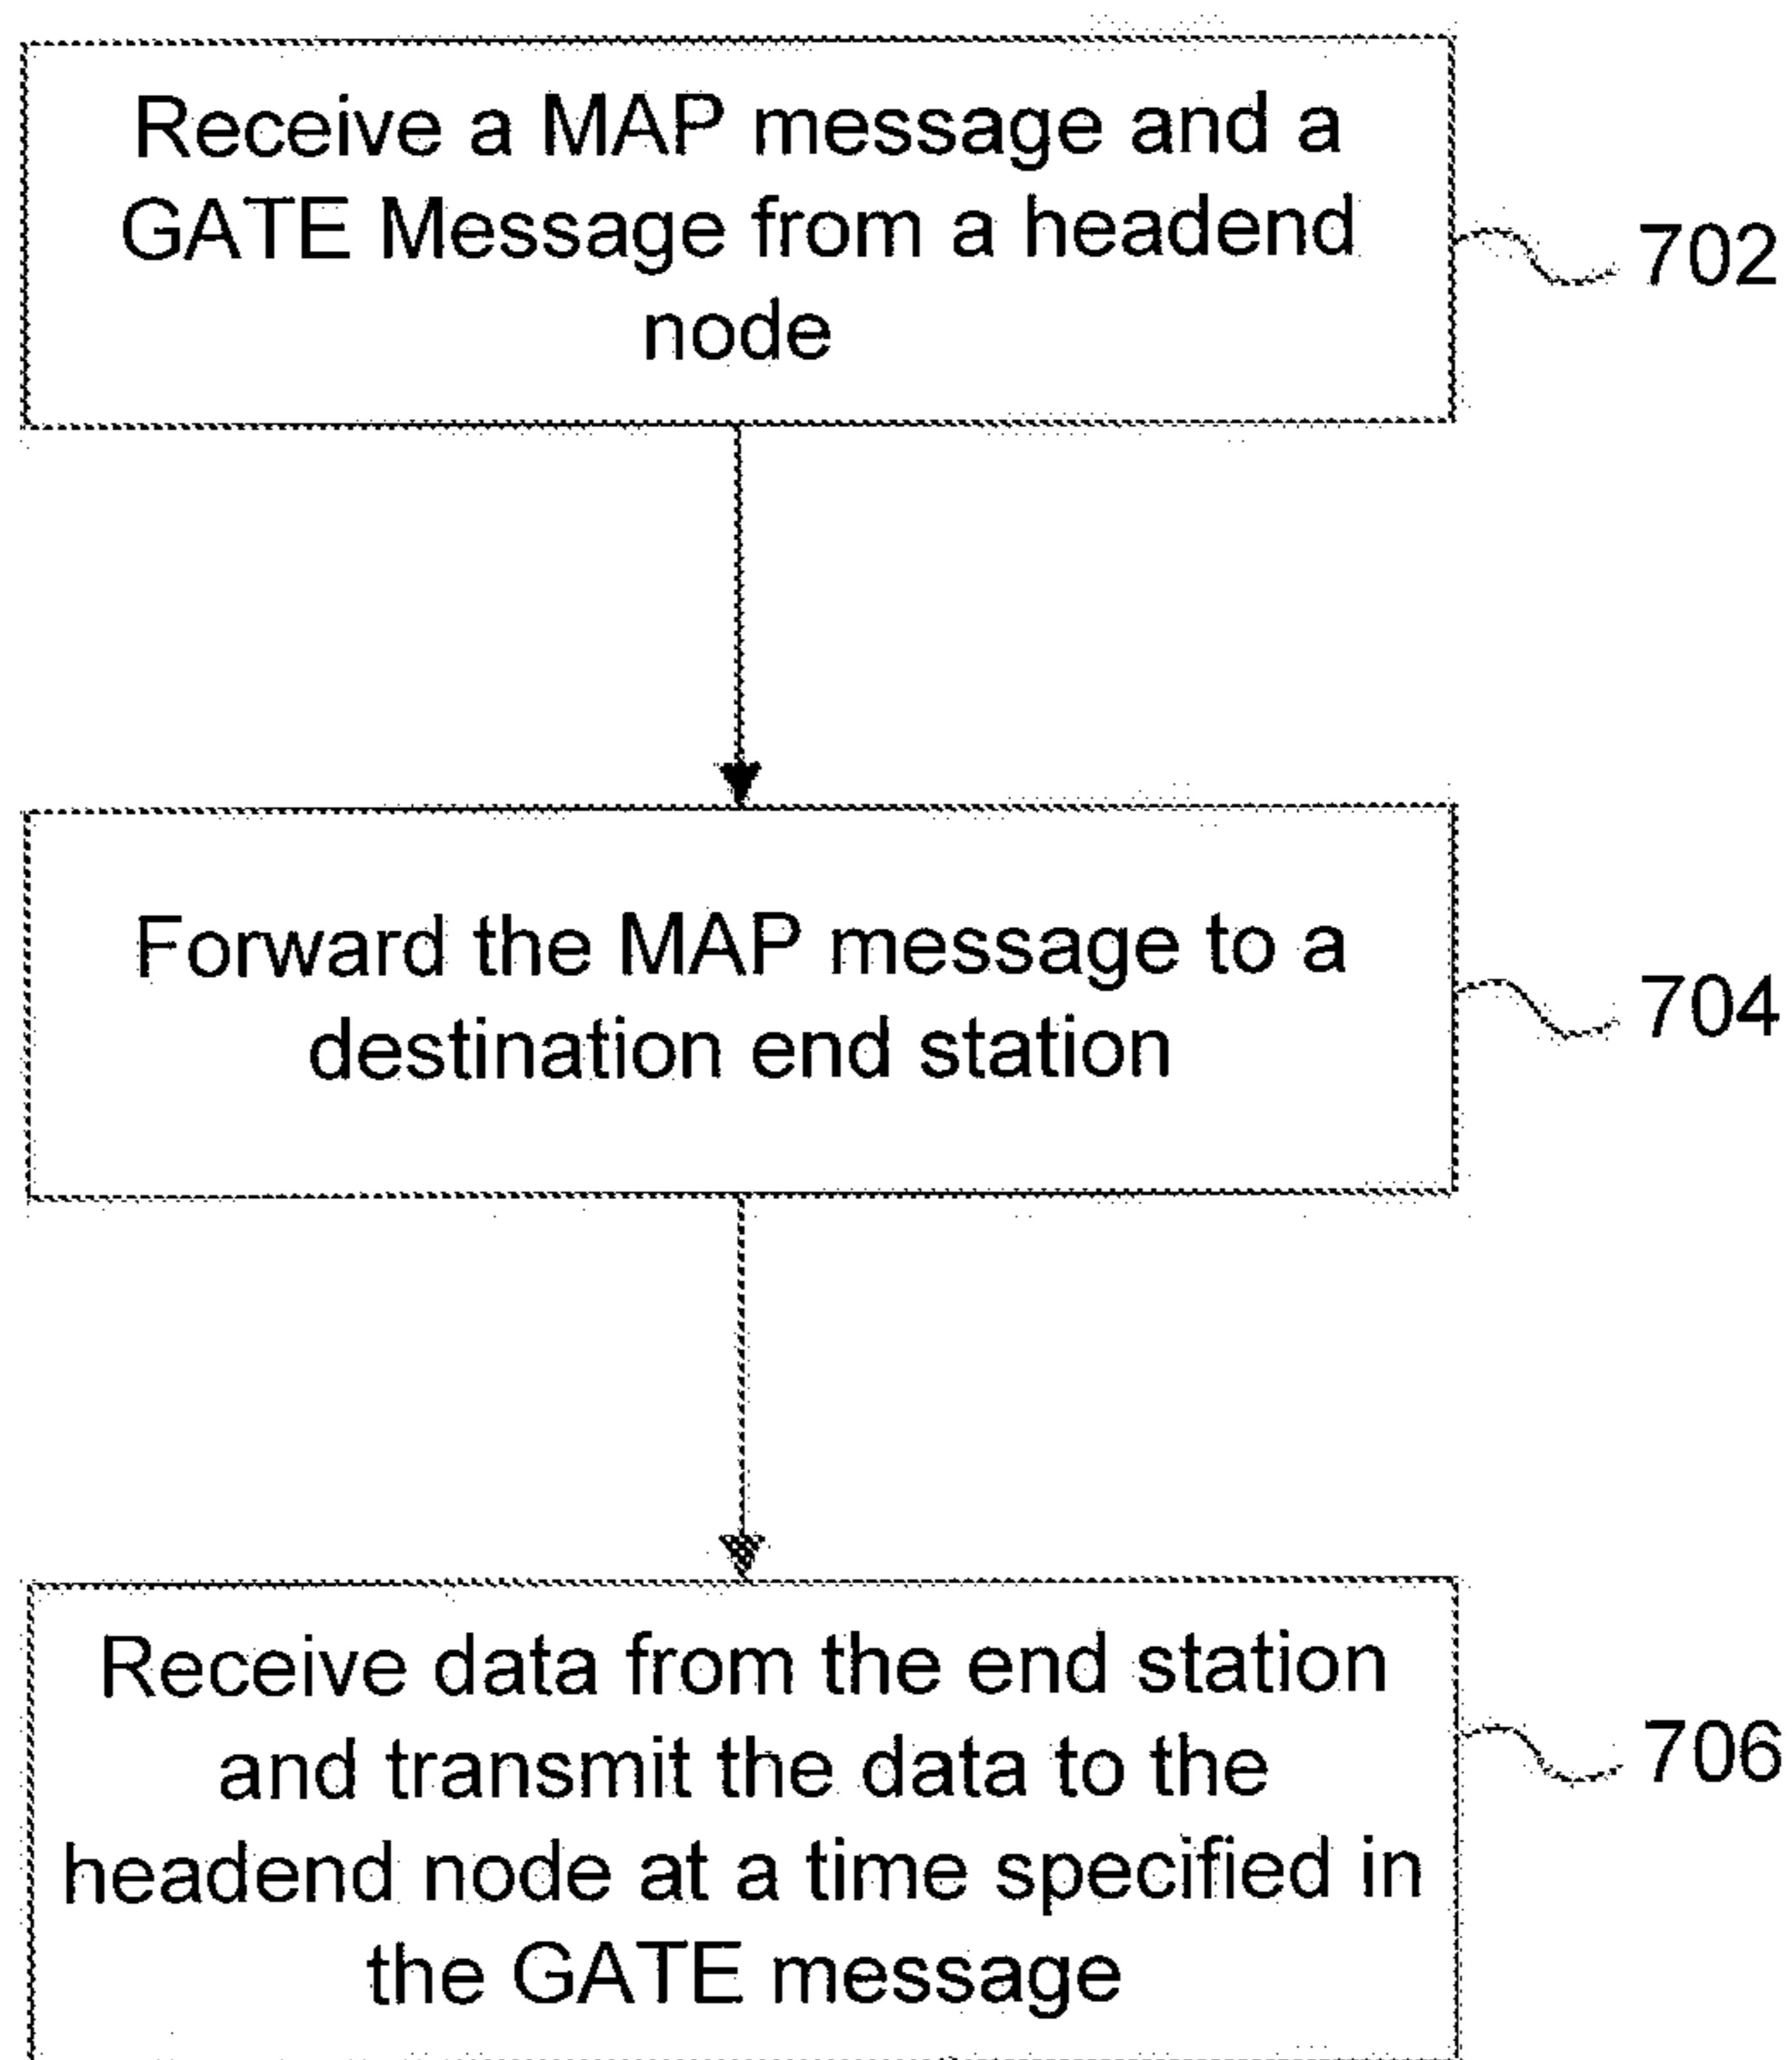 Receive a MAP message and a
GATE Message from a headend
node
702
Forward the MAP message to a
destination end station
704
Receive data from the end station
and transmit the data to the
headend node at a time specified in
the GATE message
706